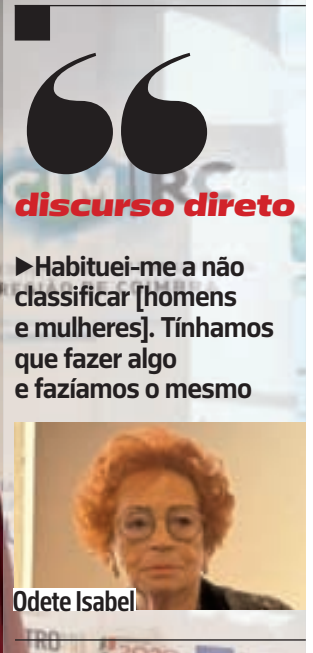 “
discurso direto
▶Habituei-me a não
classificar [homens
e mulheres]. Tínhamos
que fazer algo
e fazíamos o mesmo
Odete Isabel